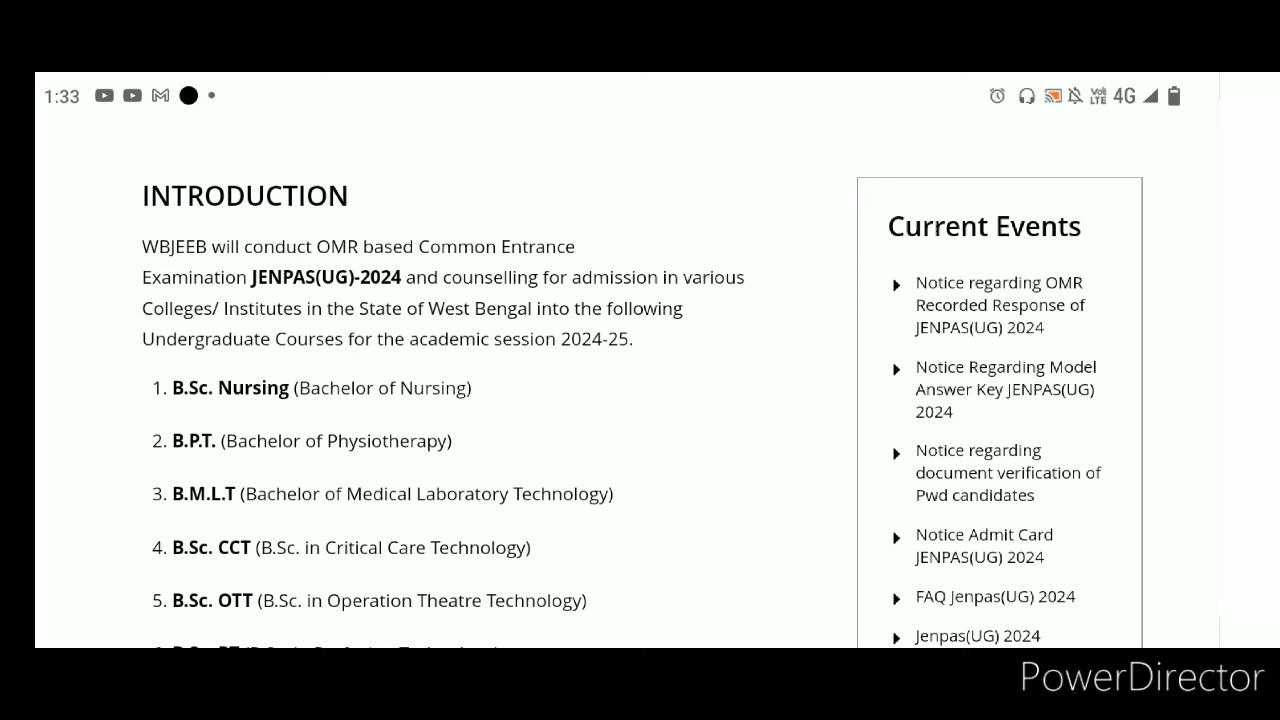 1:33
Vo) LTE 4G
INTRODUCTION
WBJEEB will conduct OMR based Common Entrance
Examination JENPAS(UG)-2024 and counselling for admission in various
Colleges/ Institutes in the State of West Bengal into the following
Undergraduate Courses for the academic session 2024-25.
1. B.Sc. Nursing (Bachelor of Nursing)
2. B.P.T. (Bachelor of Physiotherapy)
3. B.M.L.T (Bachelor of Medical Laboratory Technology)
4. B.Sc. CCT (B.Sc. in Critical Care Technology)
5. B.Sc. OTT (B.Sc. in Operation Theatre Technology)
Current Events
Notice regarding OMR
Recorded Response of
JENPAS(UG) 2024
Notice Regarding Model
Answer Key JENPAS(UG)
2024
Notice regarding
document verification of
Pwd candidates
Notice Admit Card
JENPAS(UG) 2024
FAQ Jenpas(UG) 2024
Jenpas(UG) 2024
PowerDirector